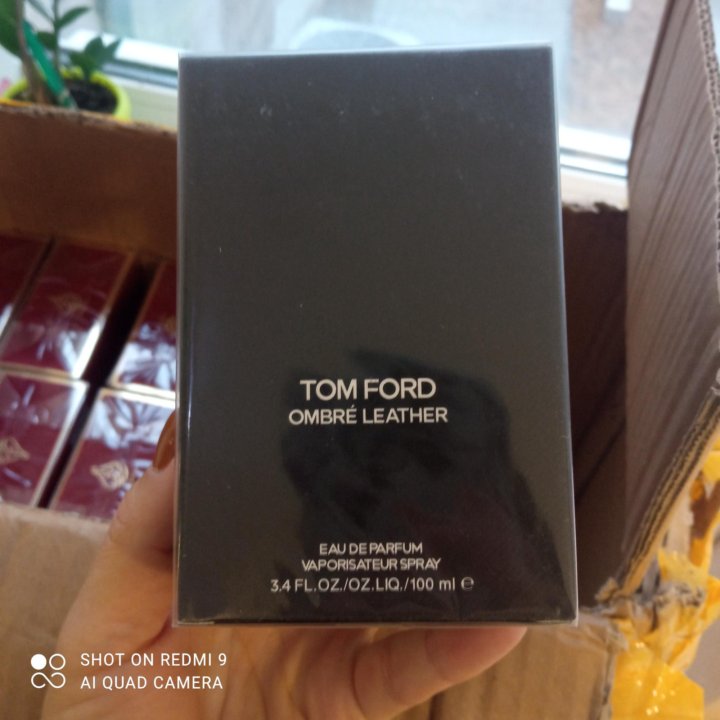 TOM FORD
OMBRÉ LEATHER
EAU DE PARFUM
VAPORISATEUR SPRAY
3.4 FL.OZ./OZ.LIQ./100 ml ℮
SHOT ON REDMI 9
AI QUAD CAMERA